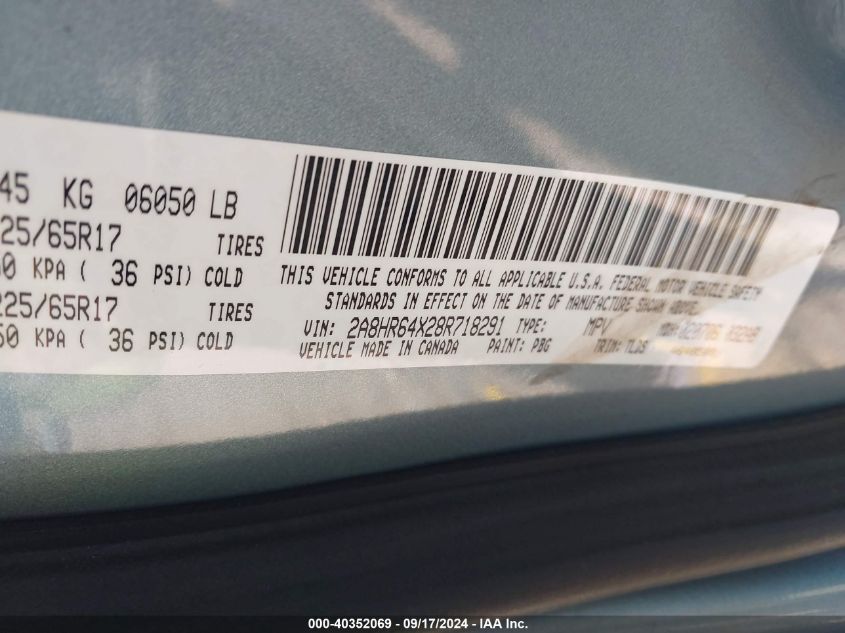 45 KG 06050 LB
225/65R17 TIRES
50 KPA ( 36 PSI) COLD
225/65R17 TIRES
50 KPA ( 36 PSI) COLD
THIS VEHICLE CONFORMS TO ALL APPLICABLE U.S.A. FEDERAL MOTOR VEHICLE SAFETY
STANDARDS IN EFFECT ON THE DATE OF MANUFACTURE SHOWN ABOVE.
VIN: 2A8HR64X28R718291 TYPE: MPV MDH:
VEHICLE MADE IN CANADA PAINT: PBG TRIM: TLJS
000-40352069 - 09/17/2024 - IAA Inc.